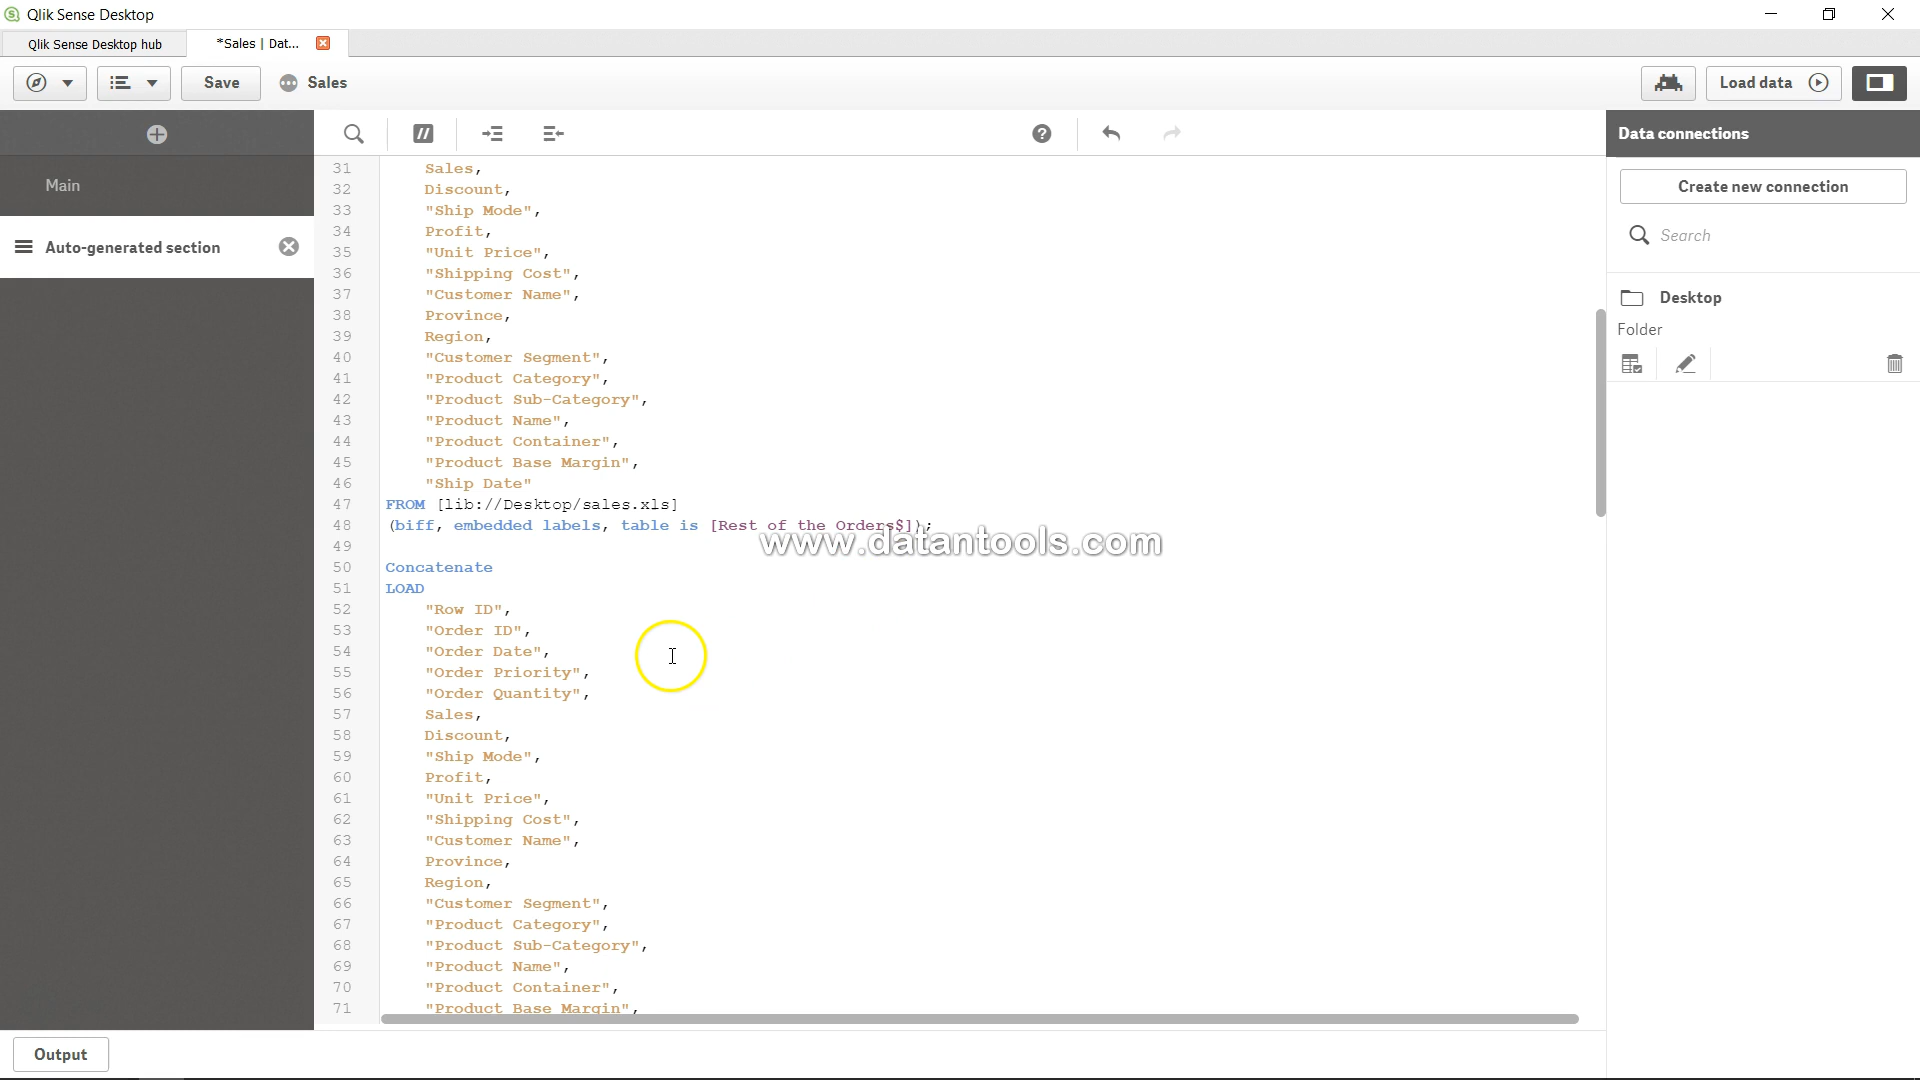 Qlik Sense Desktop
Qlik Sense Desktop hub
*Sales | Dat...
Save
Sales
Load data
//
?
Data connections
Main
Auto-generated section
Create new connection
Search
Desktop
Folder
31 Sales,
32 Discount,
33 "Ship Mode",
34 Profit,
35 "Unit Price",
36 "Shipping Cost",
37 "Customer Name",
38 Province,
39 Region,
40 "Customer Segment",
41 "Product Category",
42 "Product Sub-Category",
43 "Product Name",
44 "Product Container",
45 "Product Base Margin",
46 "Ship Date"
47 FROM [lib://Desktop/sales.xls]
48 (biff, embedded labels, table is [Rest of the Orders$]);
www.datantools.com
49
50 Concatenate
51 LOAD
52 "Row ID",
53 "Order ID",
54 "Order Date",
55 "Order Priority",
56 "Order Quantity",
57 Sales,
58 Discount,
59 "Ship Mode",
60 Profit,
61 "Unit Price",
62 "Shipping Cost",
63 "Customer Name",
64 Province,
65 Region,
66 "Customer Segment",
67 "Product Category",
68 "Product Sub-Category",
69 "Product Name",
70 "Product Container",
71 "Product Base Margin",
Output